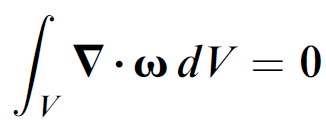 ∫_V ∇ · ω dV = 0